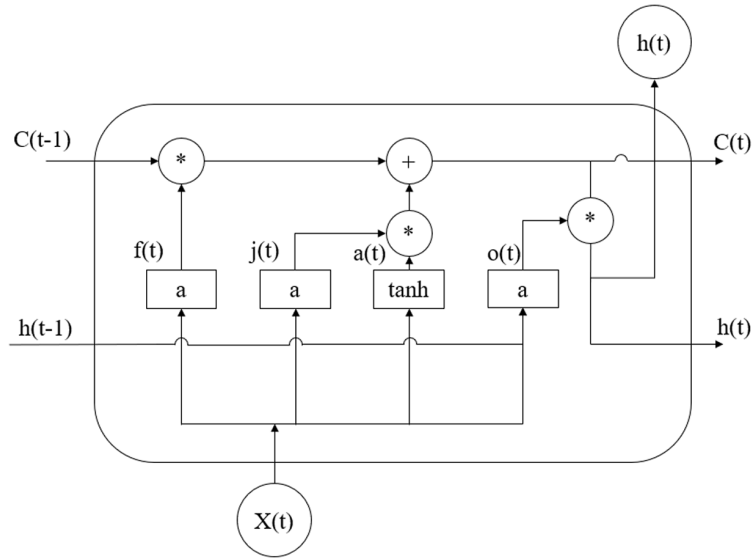 h(t)
C(t-1)
*
+
C(t)
*
*
f(t)
j(t)
a(t)
o(t)
a
a
tanh
a
h(t-1)
h(t)
X(t)